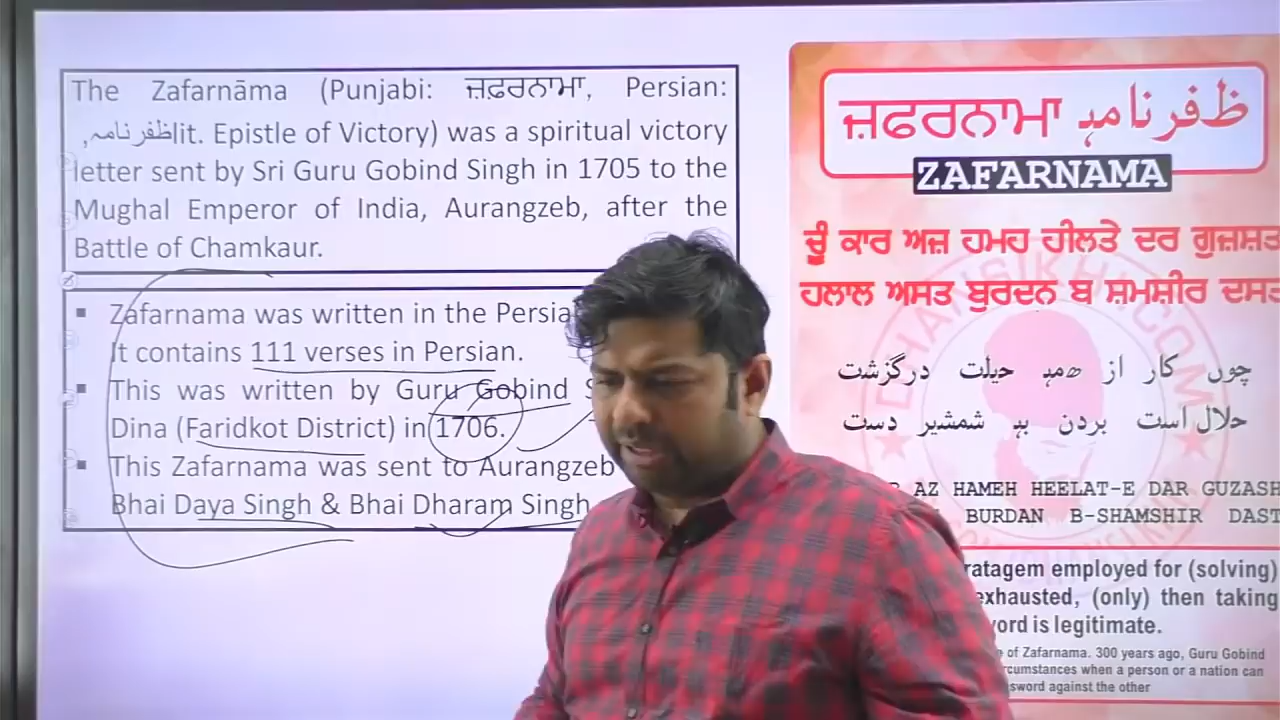 The Zafarnāma (Punjabi: ਜ਼ਫ਼ਰਨਾਮਾ, Persian:
,ظفرنامہlit. Epistle of Victory) was a spiritual victory
letter sent by Sri Guru Gobind Singh in 1705 to the
Mughal Emperor of India, Aurangzeb, after the
Battle of Chamkaur.
▪ Zafarnama was written in the Persia
It contains 111 verses in Persian.
▪ This was written by Guru Gobind S
Dina (Faridkot District) in 1706.
▪ This Zafarnama was sent to Aurangzeb
Bhai Daya Singh & Bhai Dharam Singh
ਜ਼ਫਰਨਾਮਾ ظفرنامہ
ZAFARNAMA
ਚੂੰ ਕਾਰ ਅਜ਼ ਹਮਹ ਹੀਲਤੇ ਦਰ ਗੁਜ਼ਸ਼ਤ
ਹਲਾਲ ਅਸਤ ਬੁਰਦਨ ਬ ਸ਼ਮਸ਼ੀਰ ਦਸਤ
چوں کار از ھمہ حیلت درگزشت
حلال است بردن بہ شمشیر دست
AZ HAMEH HEELAT-E DAR GUZASH
BURDAN B-SHAMSHIR DAST
ratagem employed for (solving)
exhausted, (only) then taking
word is legitimate.
of Zafarnama. 300 years ago, Guru Gobind
rcumstances when a person or a nation can
sword against the other
DHANSIKHI.COM